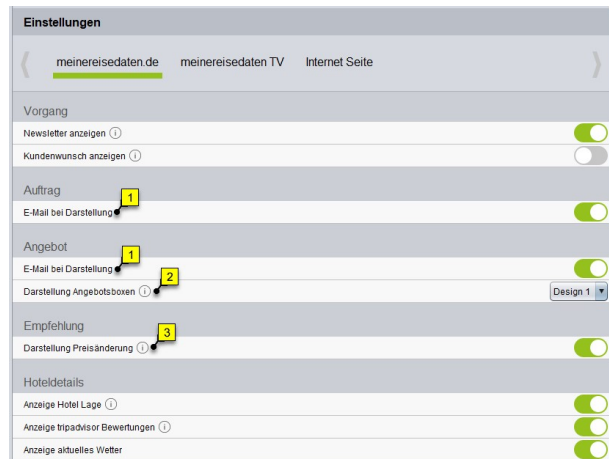 Einstellungen
meinereisedaten.de meinereisedaten TV Internet Seite
Vorgang
Newsletter anzeigen i
Kundenwunsch anzeigen i
Auftrag
1
E-Mail bei Darstellung
Angebot
1
E-Mail bei Darstellung
2
Darstellung Angebotsboxen i Design 1
Empfehlung
3
Darstellung Preisänderung i
Hoteldetails
Anzeige Hotel Lage i
Anzeige tripadvisor Bewertungen i
Anzeige aktuelles Wetter